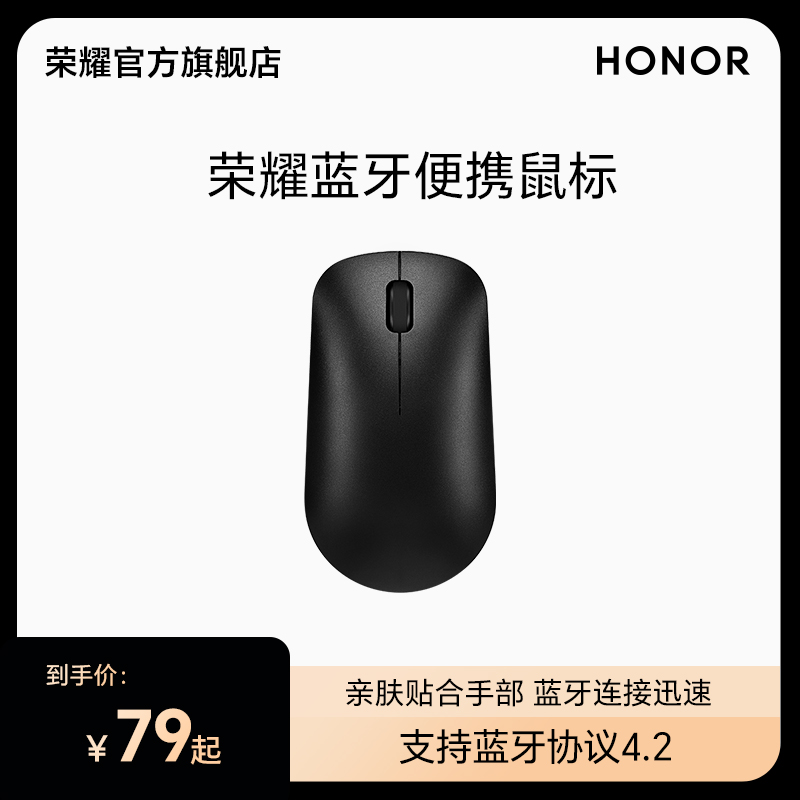 荣耀官方旗舰店
HONOR
荣耀蓝牙便携鼠标
到手价：
¥79起
亲肤贴合手部 蓝牙连接迅速
支持蓝牙协议4.2